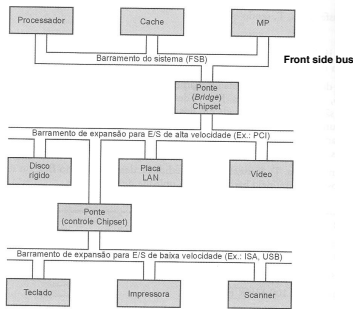 Processador
Cache
MP
Barramento do sistema (FSB)
Front side bus
Ponte
(Bridge)
Chipset
Barramento de expansão para E/S de alta velocidade (Ex.: PCI)
Disco
rígido
Placa
LAN
Vídeo
Ponte
(controle Chipset)
Barramento de expansão para E/S de baixa velocidade (Ex.: ISA, USB)
Teclado
Impressora
Scanner